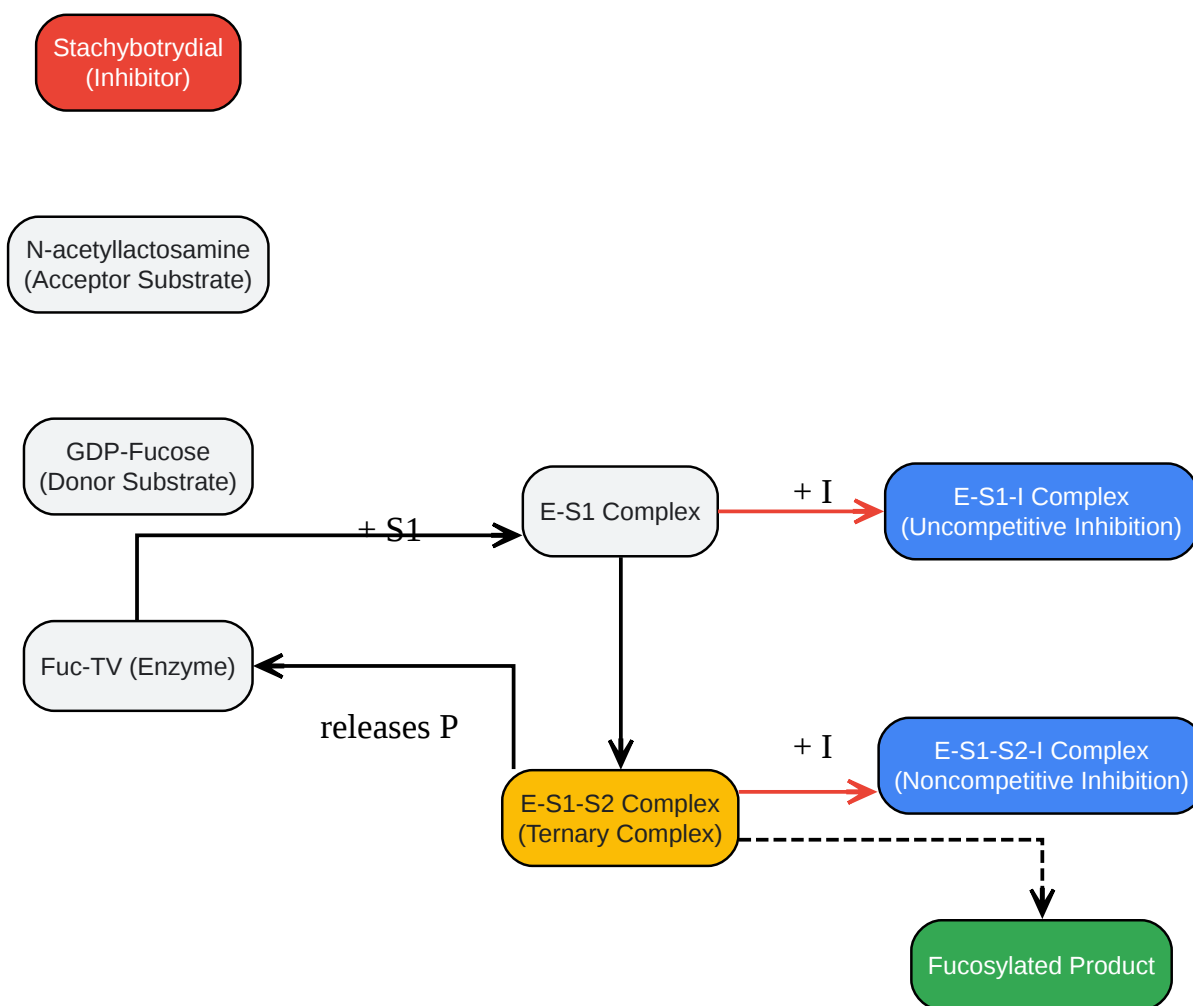 Stachybotrydial
(Inhibitor)
N-acetyllactosamine
(Acceptor Substrate)
GDP-Fucose
(Donor Substrate)
+ S1
E-S1 Complex
+ I
E-S1-I Complex
(Uncompetitive Inhibition)
Fuc-TV (Enzyme)
releases P
E-S1-S2 Complex
(Ternary Complex)
+ I
E-S1-S2-I Complex
(Noncompetitive Inhibition)
Fucosylated Product